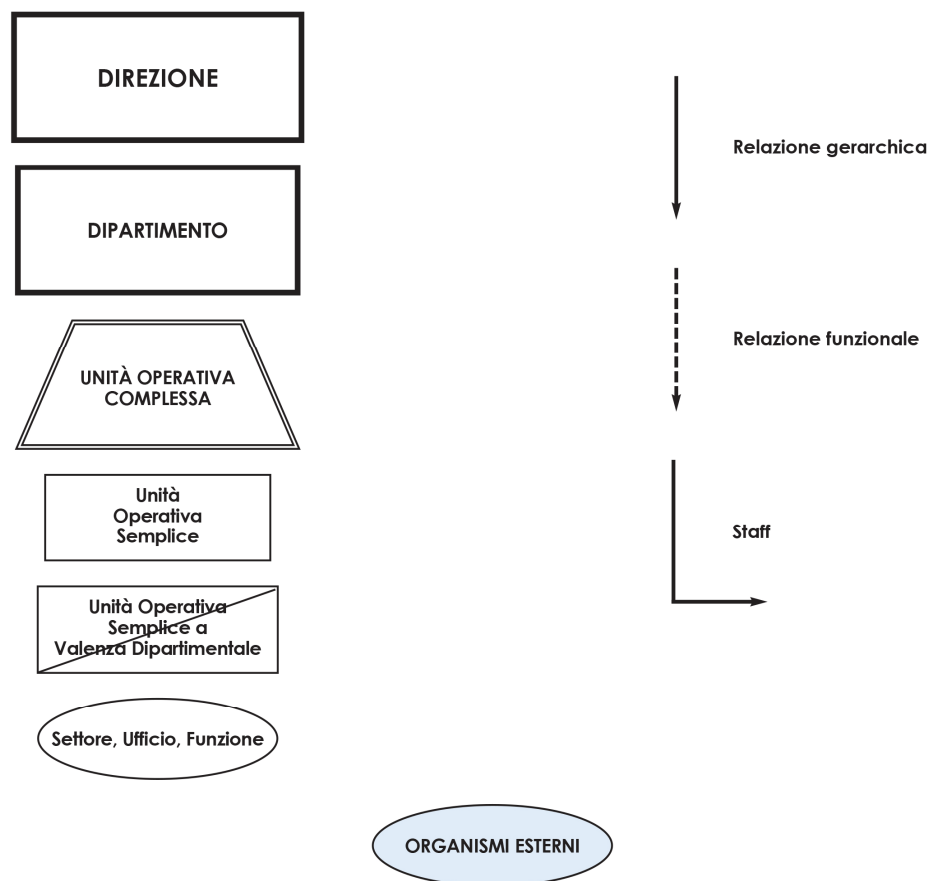 DIREZIONE
DIPARTIMENTO
UNITÀ OPERATIVA
COMPLESSA
Unità
Operativa
Semplice
Unità Operativa
Semplice a
Valenza Dipartimentale
Settore, Ufficio, Funzione
Relazione gerarchica
Relazione funzionale
Staff
ORGANISMI ESTERNI